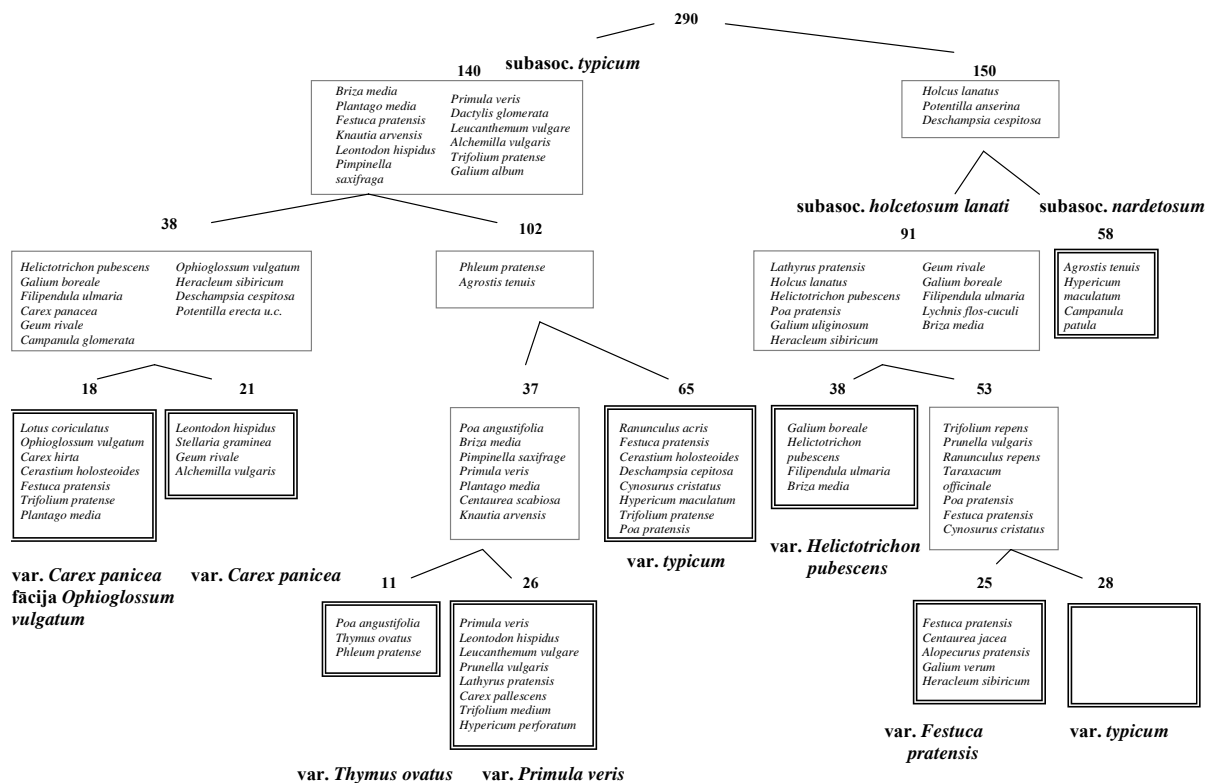 290
subasoc. typicum
140
Briza media
Plantago media
Festuca pratensis
Knautia arvensis
Leontodon hispidus
Pimpinella
saxifraga
Primula veris
Dactylis glomerata
Leucanthemum vulgare
Alchemilla vulgaris
Trifolium pratense
Galium album
150
Holcus lanatus
Potentilla anserina
Deschampsia cespitosa
38
Helictotrichon pubescens
Galium boreale
Filipendula ulmaria
Carex panacea
Geum rivale
Campanula glomerata
Ophioglossum vulgatum
Heracleum sibiricum
Deschampsia cespitosa
Potentilla erecta u.c.
102
Phleum pratense
Agrostis tenuis
subasoc. holcetosum lanati
91
Lathyrus pratensis
Holcus lanatus
Helictotrichon pubescens
Poa pratensis
Galium uliginosum
Heracleum sibiricum
Geum rivale
Galium boreale
Filipendula ulmaria
Lychnis flos-cuculi
Briza media
subasoc. nardetosum
58
Agrostis tenuis
Hypericum
maculatum
Campanula
patula
18
Lotus coriculatus
Ophioglossum vulgatum
Carex hirta
Cerastium holosteoides
Festuca pratensis
Trifolium pratense
Plantago media
var. Carex panicea
fācija Ophioglossum
vulgatum
21
Leontodon hispidus
Stellaria graminea
Geum rivale
Alchemilla vulgaris
var. Carex panicea
37
Poa angustifolia
Briza media
Pimpinella saxifrage
Primula veris
Plantago media
Centaurea scabiosa
Knautia arvensis
65
Ranunculus acris
Festuca pratensis
Cerastium holosteoides
Deschampsia cepitosa
Cynosurus cristatus
Hypericum maculatum
Trifolium pratense
Poa pratensis
var. typicum
38
Galium boreale
Helictotrichon
pubescens
Filipendula ulmaria
Briza media
var. Helictotrichon
pubescens
53
Trifolium repens
Prunella vulgaris
Ranunculus repens
Taraxacum
officinale
Poa pratensis
Festuca pratensis
Cynosurus cristatus
11
Poa angustifolia
Thymus ovatus
Phleum pratense
var. Thymus ovatus
26
Primula veris
Leontodon hispidus
Leucanthemum vulgare
Prunella vulgaris
Lathyrus pratensis
Carex pallescens
Trifolium medium
Hypericum perforatum
var. Primula veris
25
Festuca pratensis
Centaurea jacea
Alopecurus pratensis
Galium verum
Heracleum sibiricum
var. Festuca
pratensis
28
var. typicum